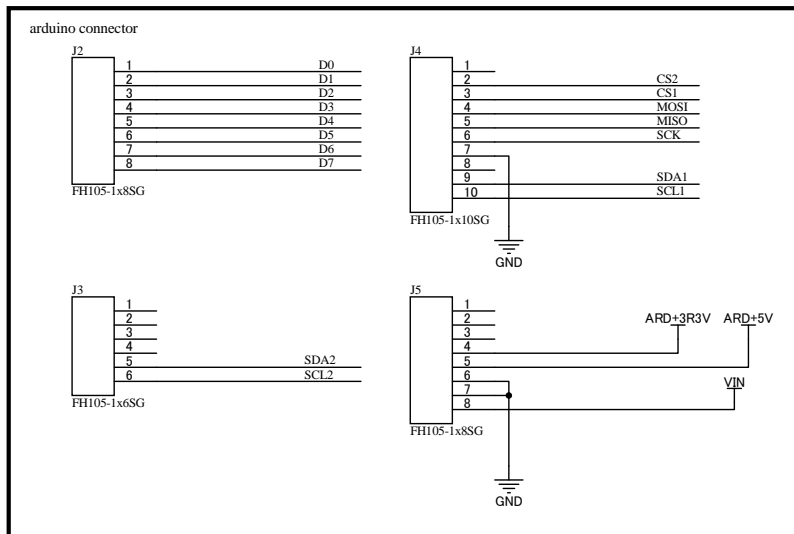 arduino connector
J2
1 D0
2 D1
3 D2
4 D3
5 D4
6 D5
7 D6
8 D7
FH105-1x8SG
J4
1
2 CS2
3 CS1
4 MOSI
5 MISO
6 SCK
7
8
9 SDA1
10 SCL1
FH105-1x10SG
GND
J3
1
2
3
4
5 SDA2
6 SCL2
FH105-1x6SG
J5
1
2
3
4
5
6
7
8
FH105-1x8SG
ARD+3R3V ARD+5V
VIN
GND